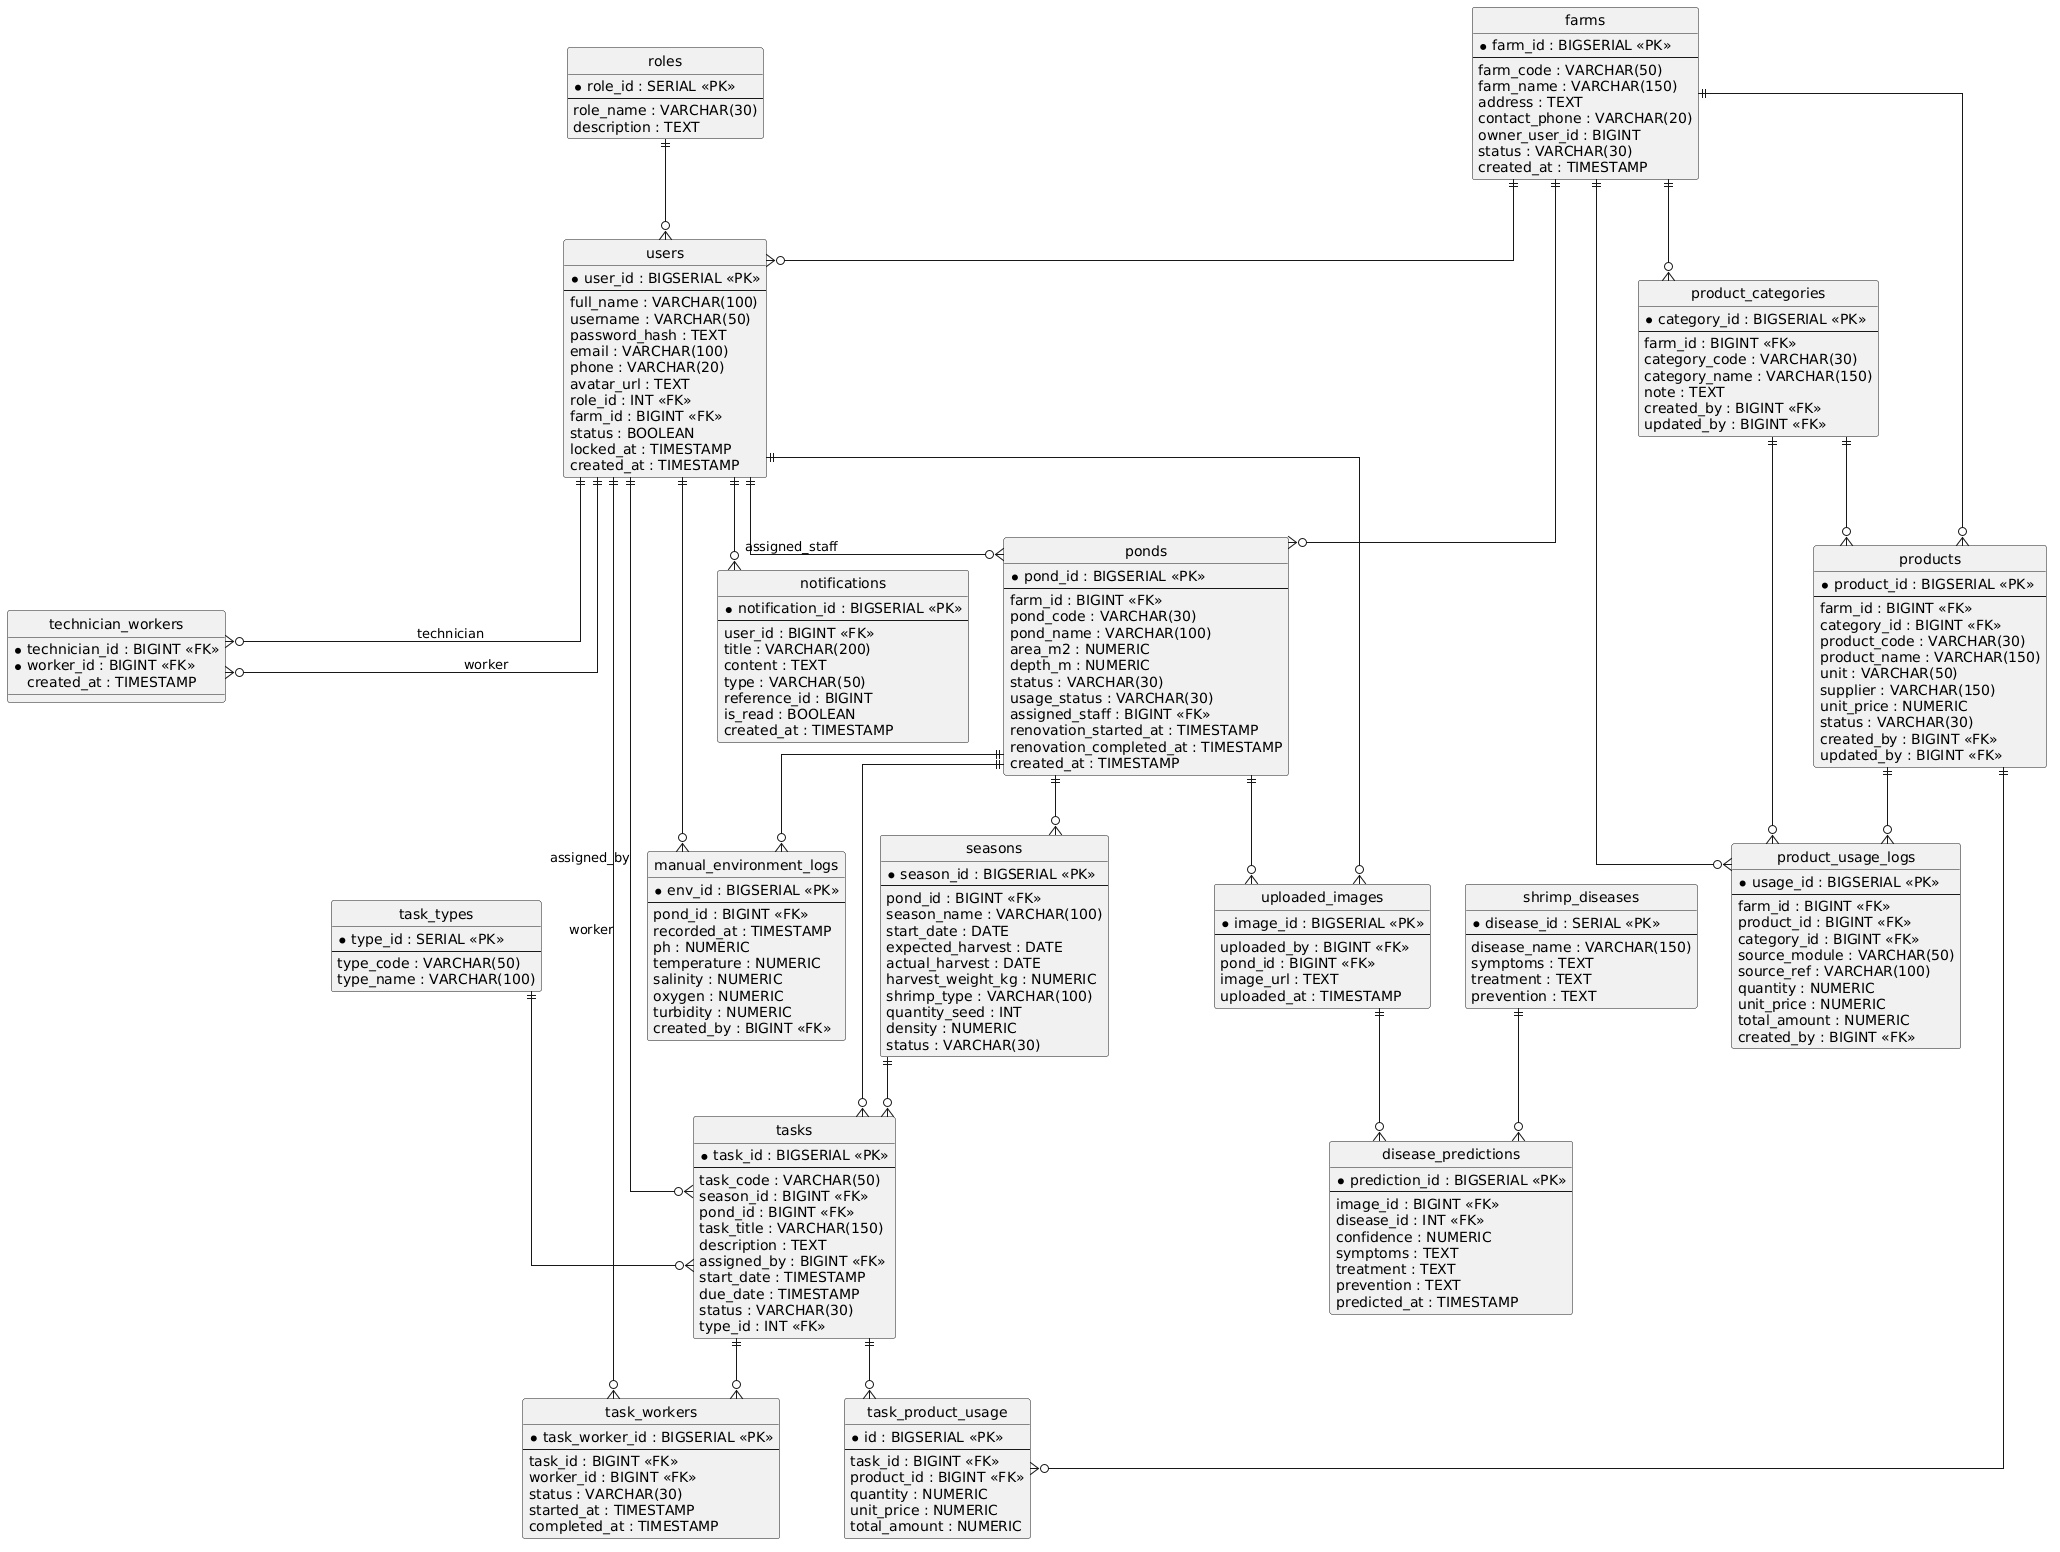 farms
* farm_id : BIGSERIAL «PK»
farm_code : VARCHAR(50)
farm_name : VARCHAR(150)
address : TEXT
contact_phone : VARCHAR(20)
owner_user_id : BIGINT
status : VARCHAR(30)
created_at : TIMESTAMP
roles
* role_id : SERIAL «PK»
role_name : VARCHAR(30)
description : TEXT
users
* user_id : BIGSERIAL «PK»
full_name : VARCHAR(100)
username : VARCHAR(50)
password_hash : TEXT
email : VARCHAR(100)
phone : VARCHAR(20)
avatar_url : TEXT
role_id : INT «FK»
farm_id : BIGINT «FK»
status : BOOLEAN
locked_at : TIMESTAMP
created_at : TIMESTAMP
product_categories
* category_id : BIGSERIAL «PK»
farm_id : BIGINT «FK»
category_code : VARCHAR(30)
category_name : VARCHAR(150)
note : TEXT
created_by : BIGINT «FK»
updated_by : BIGINT «FK»
technician_workers
* technician_id : BIGINT «FK»
* worker_id : BIGINT «FK»
created_at : TIMESTAMP
technician
worker
assigned_staff
notifications
* notification_id : BIGSERIAL «PK»
user_id : BIGINT «FK»
title : VARCHAR(200)
content : TEXT
type : VARCHAR(50)
reference_id : BIGINT
is_read : BOOLEAN
created_at : TIMESTAMP
ponds
* pond_id : BIGSERIAL «PK»
farm_id : BIGINT «FK»
pond_code : VARCHAR(30)
pond_name : VARCHAR(100)
area_m2 : NUMERIC
depth_m : NUMERIC
status : VARCHAR(30)
usage_status : VARCHAR(30)
assigned_staff : BIGINT «FK»
renovation_started_at : TIMESTAMP
renovation_completed_at : TIMESTAMP
created_at : TIMESTAMP
products
* product_id : BIGSERIAL «PK»
farm_id : BIGINT «FK»
category_id : BIGINT «FK»
product_code : VARCHAR(30)
product_name : VARCHAR(150)
unit : VARCHAR(50)
supplier : VARCHAR(150)
unit_price : NUMERIC
status : VARCHAR(30)
created_by : BIGINT «FK»
updated_by : BIGINT «FK»
assigned_by
worker
task_types
* type_id : SERIAL «PK»
type_code : VARCHAR(50)
type_name : VARCHAR(100)
manual_environment_logs
* env_id : BIGSERIAL «PK»
pond_id : BIGINT «FK»
recorded_at : TIMESTAMP
ph : NUMERIC
temperature : NUMERIC
salinity : NUMERIC
oxygen : NUMERIC
turbidity : NUMERIC
created_by : BIGINT «FK»
seasons
* season_id : BIGSERIAL «PK»
pond_id : BIGINT «FK»
season_name : VARCHAR(100)
start_date : DATE
expected_harvest : DATE
actual_harvest : DATE
harvest_weight_kg : NUMERIC
shrimp_type : VARCHAR(100)
quantity_seed : INT
density : NUMERIC
status : VARCHAR(30)
uploaded_images
* image_id : BIGSERIAL «PK»
uploaded_by : BIGINT «FK»
pond_id : BIGINT «FK»
image_url : TEXT
uploaded_at : TIMESTAMP
shrimp_diseases
* disease_id : SERIAL «PK»
disease_name : VARCHAR(150)
symptoms : TEXT
treatment : TEXT
prevention : TEXT
product_usage_logs
* usage_id : BIGSERIAL «PK»
farm_id : BIGINT «FK»
product_id : BIGINT «FK»
category_id : BIGINT «FK»
source_module : VARCHAR(50)
source_ref : VARCHAR(100)
quantity : NUMERIC
unit_price : NUMERIC
total_amount : NUMERIC
created_by : BIGINT «FK»
tasks
* task_id : BIGSERIAL «PK»
task_code : VARCHAR(50)
season_id : BIGINT «FK»
pond_id : BIGINT «FK»
task_title : VARCHAR(150)
description : TEXT
assigned_by : BIGINT «FK»
start_date : TIMESTAMP
due_date : TIMESTAMP
status : VARCHAR(30)
type_id : INT «FK»
disease_predictions
* prediction_id : BIGSERIAL «PK»
image_id : BIGINT «FK»
disease_id : INT «FK»
confidence : NUMERIC
symptoms : TEXT
treatment : TEXT
prevention : TEXT
predicted_at : TIMESTAMP
task_workers
* task_worker_id : BIGSERIAL «PK»
task_id : BIGINT «FK»
worker_id : BIGINT «FK»
status : VARCHAR(30)
started_at : TIMESTAMP
completed_at : TIMESTAMP
task_product_usage
* id : BIGSERIAL «PK»
task_id : BIGINT «FK»
product_id : BIGINT «FK»
quantity : NUMERIC
unit_price : NUMERIC
total_amount : NUMERIC